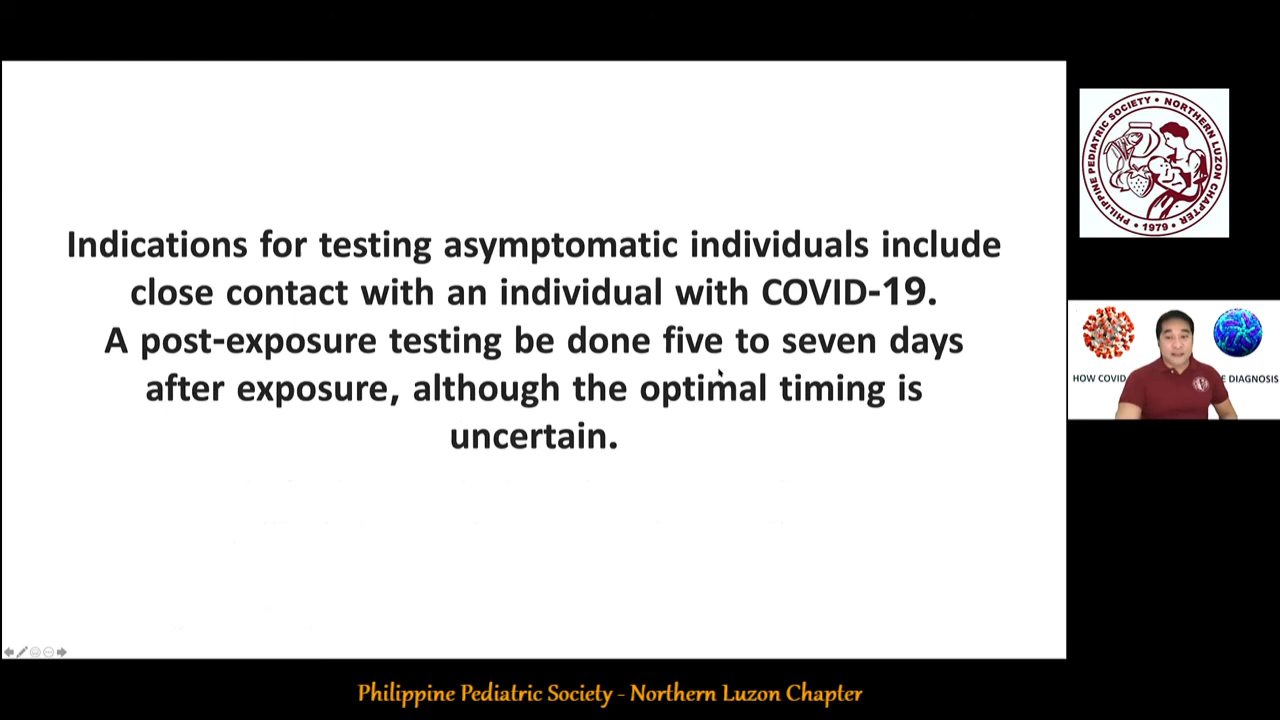 Indications for testing asymptomatic individuals include
close contact with an individual with COVID-19.
A post-exposure testing be done five to seven days
after exposure, although the optimal timing is
uncertain.
PHILIPPINE PEDIATRIC SOCIETY • NORTHERN LUZON CHAPTER
• 1979 •
HOW COVID
E DIAGNOSIS
Philippine Pediatric Society - Northern Luzon Chapter